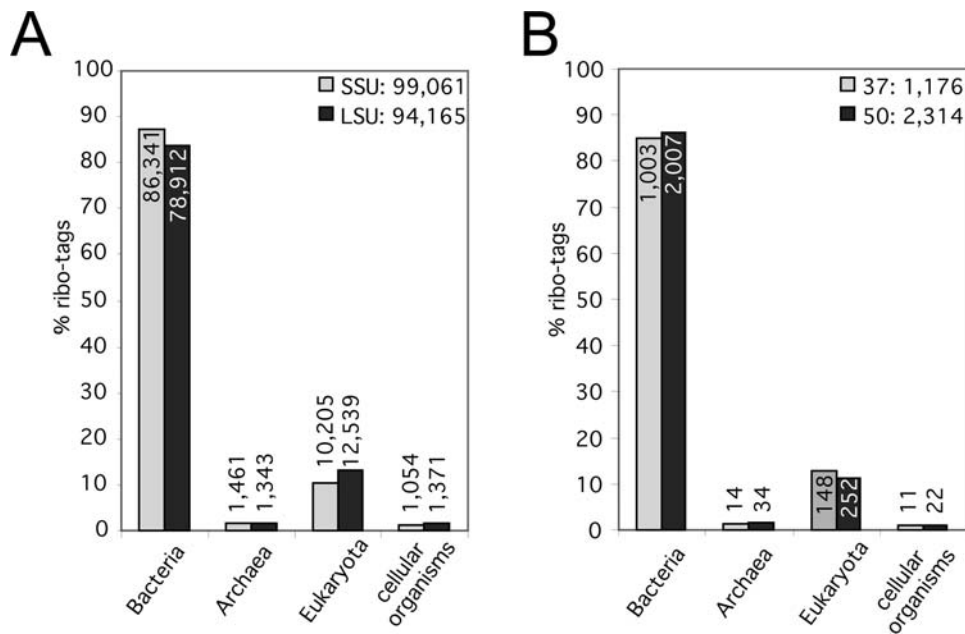 A
% ribo-tags
100
90
80
70
60
50
40
30
20
10
0
SSU: 99,061
LSU: 94,165
86,341
78,912
1,461
1,343
10,205
12,539
1,054
1,371
Bacteria
Archaea
Eukaryota
cellular
organisms
B
% ribo-tags
100
90
80
70
60
50
40
30
20
10
0
37: 1,176
50: 2,314
1,003
2,007
14
34
148
252
11
22
Bacteria
Archaea
Eukaryota
cellular
organisms